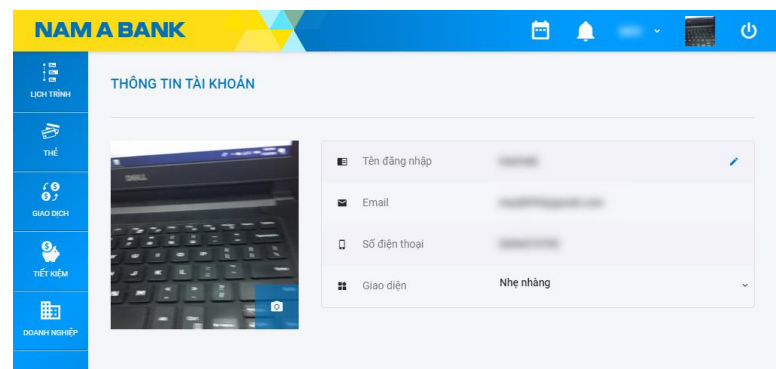 NAM A BANK
LỊCH TRÌNH
THẺ
GIAO DỊCH
TIẾT KIỆM
DOANH NGHIỆP
THÔNG TIN TÀI KHOẢN
DELL
Tên đăng nhập
Email
Số điện thoại
Giao diện Nhẹ nhàng